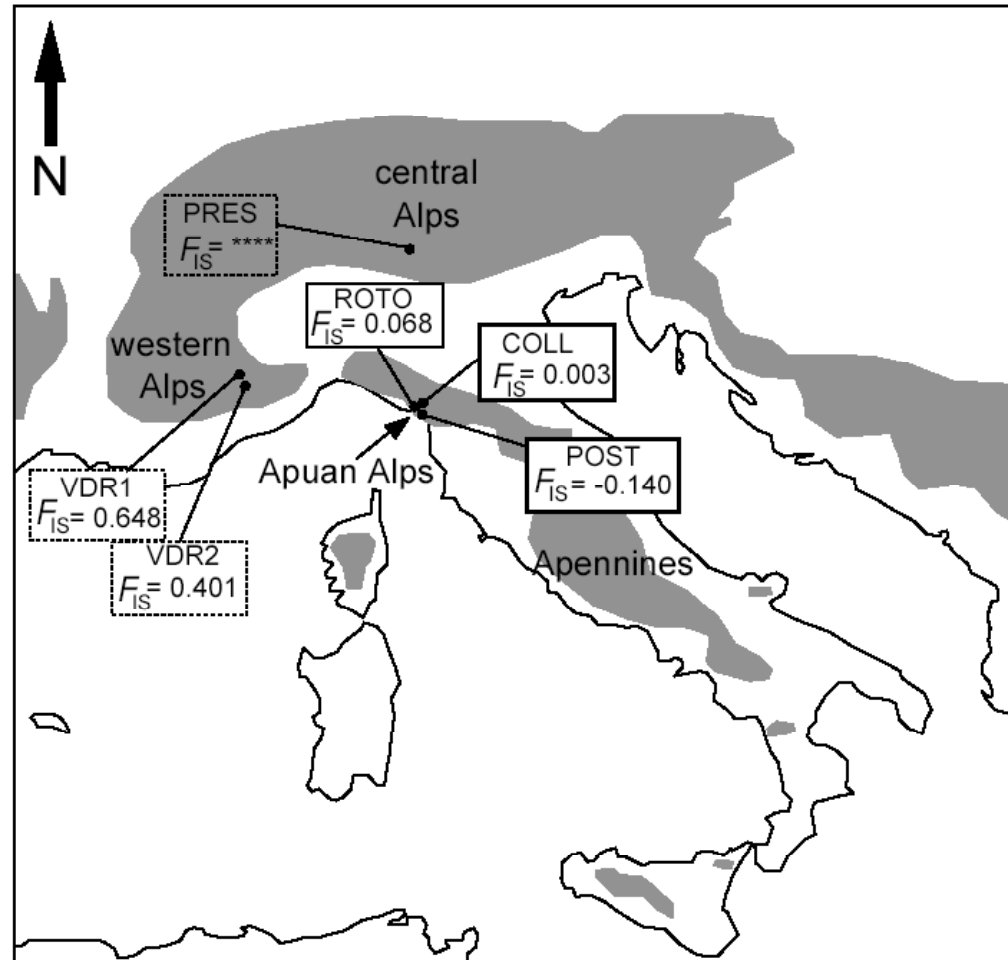 N
central
Alps
PRES
FIS= ****
ROTO
FIS= 0.068
COLL
FIS= 0.003
western
Alps
Apuan Alps
POST
FIS= -0.140
VDR1
FIS= 0.648
VDR2
FIS= 0.401
Apennines